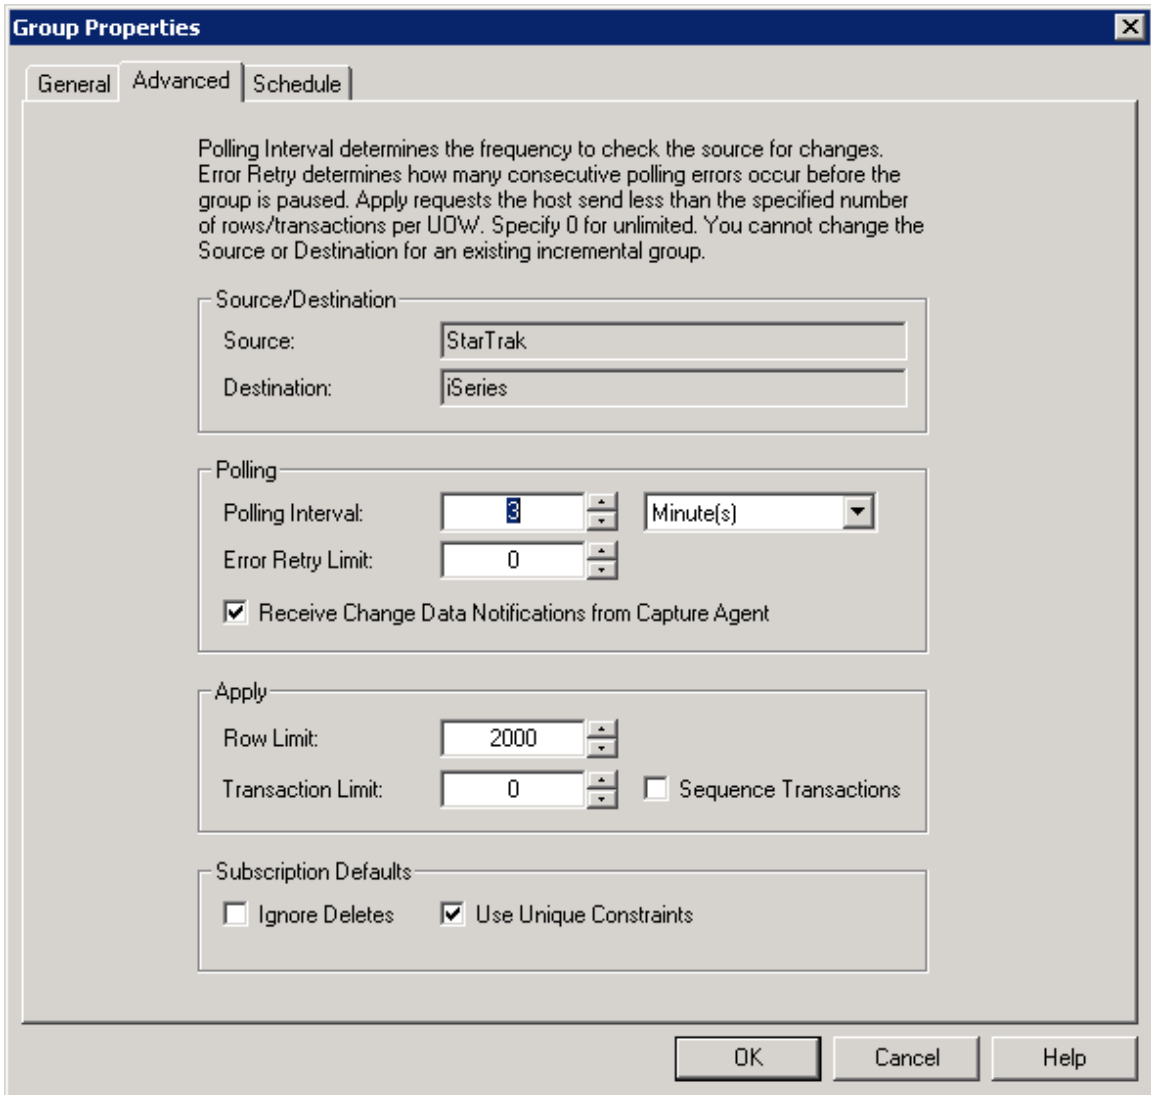 Group Properties
General Advanced Schedule
Polling Interval determines the frequency to check the source for changes.
Error Retry determines how many consecutive polling errors occur before the
group is paused. Apply requests the host send less than the specified number
of rows/transactions per UOW. Specify 0 for unlimited. You cannot change the
Source or Destination for an existing incremental group.
Source/Destination
Source: StarTrak
Destination: iSeries
Polling
Polling Interval: 3 Minute(s)
Error Retry Limit: 0
Receive Change Data Notifications from Capture Agent
Apply
Row Limit: 2000
Transaction Limit: 0 Sequence Transactions
Subscription Defaults
Ignore Deletes Use Unique Constraints
OK Cancel Help